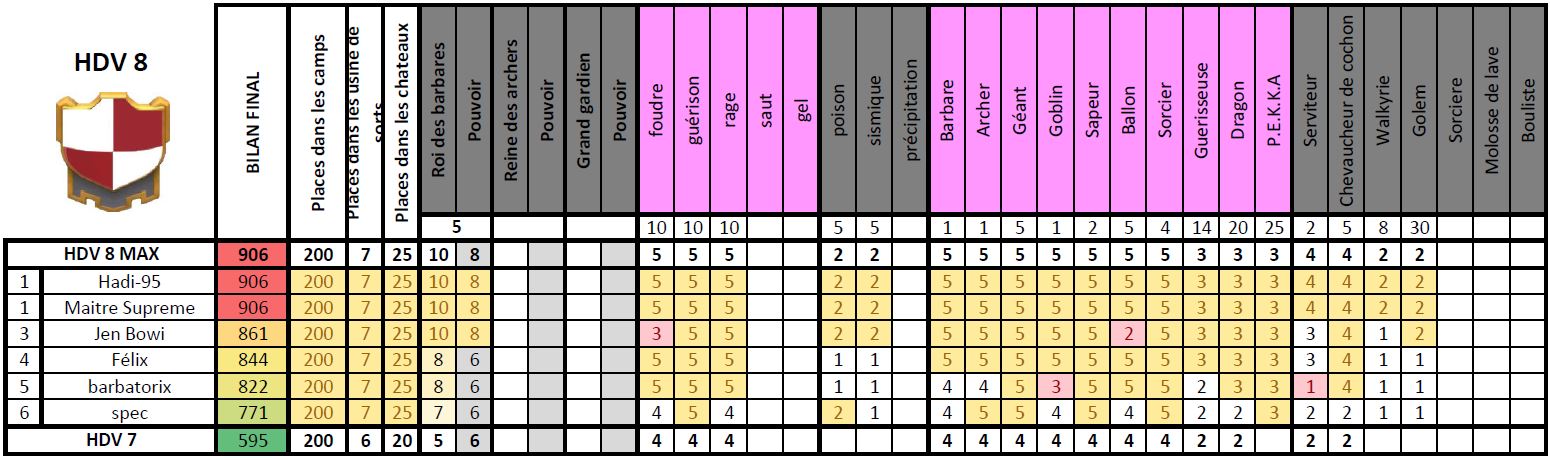 HDV 8
BILAN FINAL
Places dans les camps
Places dans les usine de sorts
Places dans les chateaux
Roi des barbares
Pouvoir
Reine des archers
Pouvoir
Grand gardien
Pouvoir
foudre
guérison
rage
saut
gel
poison
sismique
précipitation
Barbare
Archer
Géant
Goblin
Sapeur
Ballon
Sorcier
Guerisseuse
Dragon
P.E.K.K.A
Serviteur
Chevaucheur de cochon
Walkyrie
Golem
Sorciere
Molosse de lave
Bouliste
5 10 10 10 5 5 1 1 5 1 2 5 4 14 20 25 2 5 8 30
HDV 8 MAX 906 200 7 25 10 8 5 5 5 2 2 5 5 5 5 5 5 5 3 3 3 4 4 2 2
1 Hadi-95 906 200 7 25 10 8 5 5 5 2 2 5 5 5 5 5 5 5 3 3 3 4 4 2 2
1 Maitre Supreme 906 200 7 25 10 8 5 5 5 2 2 5 5 5 5 5 5 5 3 3 3 4 4 2 2
3 Jen Bowi 861 200 7 25 10 8 3 5 5 2 2 5 5 5 5 5 2 5 3 3 3 3 4 1 2
4 Félix 844 200 7 25 8 6 5 5 5 1 1 5 5 5 5 5 5 5 3 3 3 3 4 1 1
5 barbatorix 822 200 7 25 8 6 5 5 5 1 1 4 4 5 3 5 5 5 2 3 3 1 4 1 1
6 spec 771 200 7 25 7 6 4 5 4 2 1 4 5 5 4 5 4 5 2 2 3 2 2 1 1
HDV 7 595 200 6 20 5 6 4 4 4 4 4 4 4 4 4 4 2 2 2 2